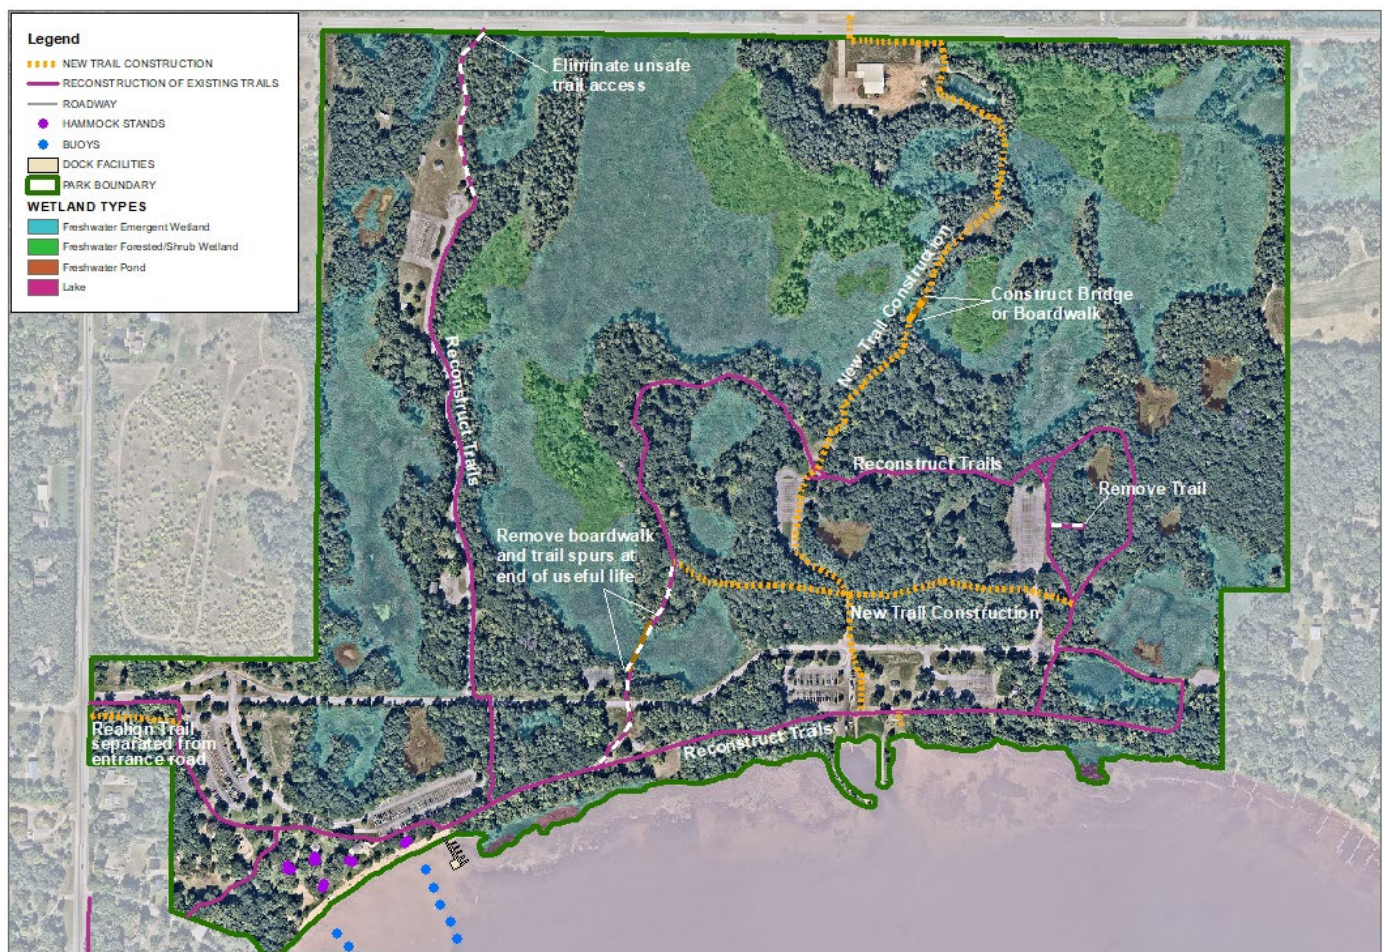 Legend
NEW TRAIL CONSTRUCTION
RECONSTRUCTION OF EXISTING TRAILS
ROADWAY
HAMMOCK STANDS
BUOYS
DOCK FACILITIES
PARK BOUNDARY
WETLAND TYPES
Freshwater Emergent Wetland
Freshwater Forested/Shrub Wetland
Freshwater Pond
Lake
Eliminate unsafe
trail access
New Trail Construction
Construct Bridge
or Boardwalk
Reconstruct Trails
Reconstruct Trails
Remove Trail
Remove boardwalk
and trail spurs at
end of useful life
New Trail Construction
Realign Trail
separated from
entrance road
Reconstruct Trails